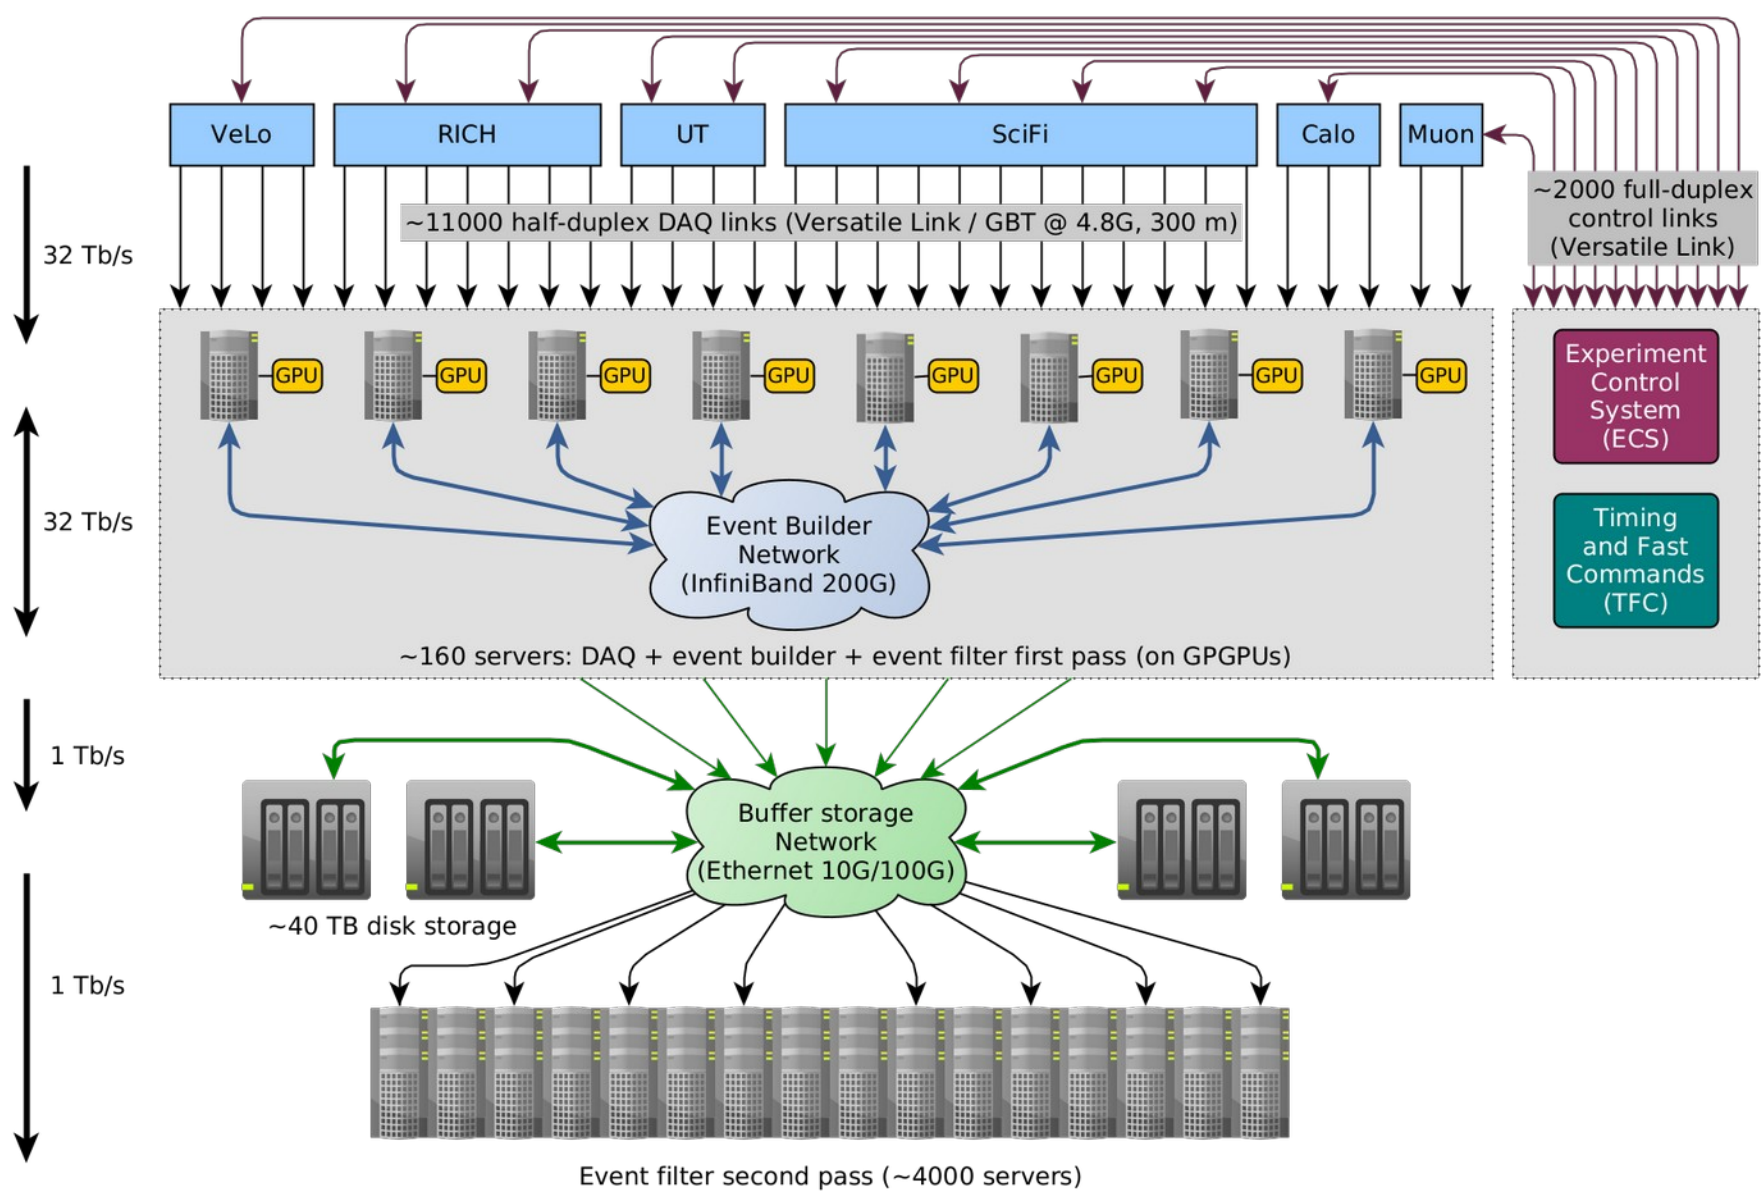 VeLo
RICH
UT
SciFi
Calo
Muon
~2000 full-duplex
control links
(Versatile Link)
~11000 half-duplex DAQ links (Versatile Link / GBT @ 4.8G, 300 m)
32 Tb/s
GPU
GPU
GPU
GPU
GPU
GPU
GPU
GPU
Experiment
Control
System
(ECS)
32 Tb/s
Event Builder
Network
(InfiniBand 200G)
Timing
and Fast
Commands
(TFC)
~160 servers: DAQ + event builder + event filter first pass (on GPGPUs)
1 Tb/s
Buffer storage
Network
(Ethernet 10G/100G)
~40 TB disk storage
1 Tb/s
Event filter second pass (~4000 servers)